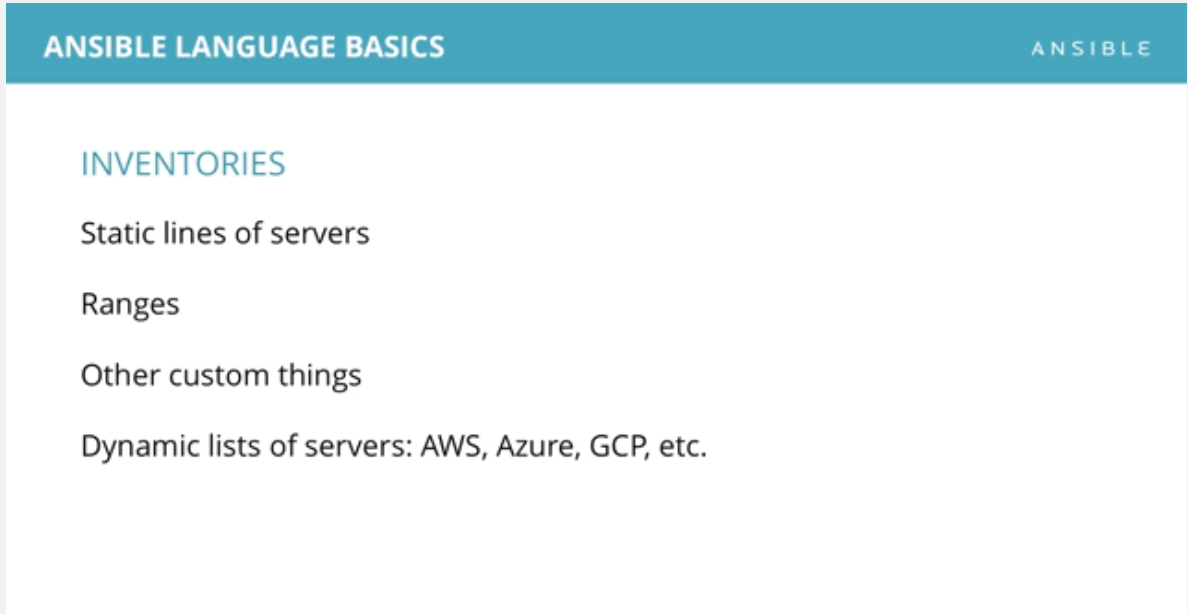 ANSIBLE LANGUAGE BASICS
ANSIBLE
INVENTORIES
Static lines of servers
Ranges
Other custom things
Dynamic lists of servers: AWS, Azure, GCP, etc.